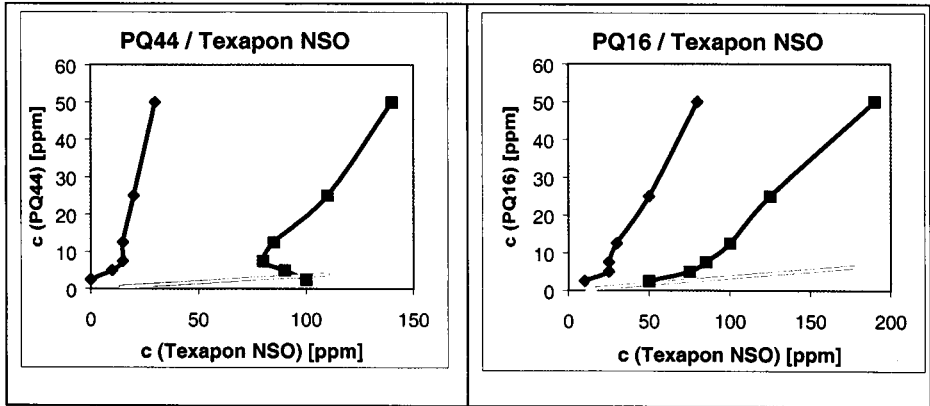 PQ44 / Texapon NSO
60
50
40
30
20
10
0
c (PQ44) [ppm]
0 50 100 150
c (Texapon NSO) [ppm]
PQ16 / Texapon NSO
60
50
40
30
20
10
0
c (PQ16) [ppm]
0 50 100 150 200
c (Texapon NSO) [ppm]